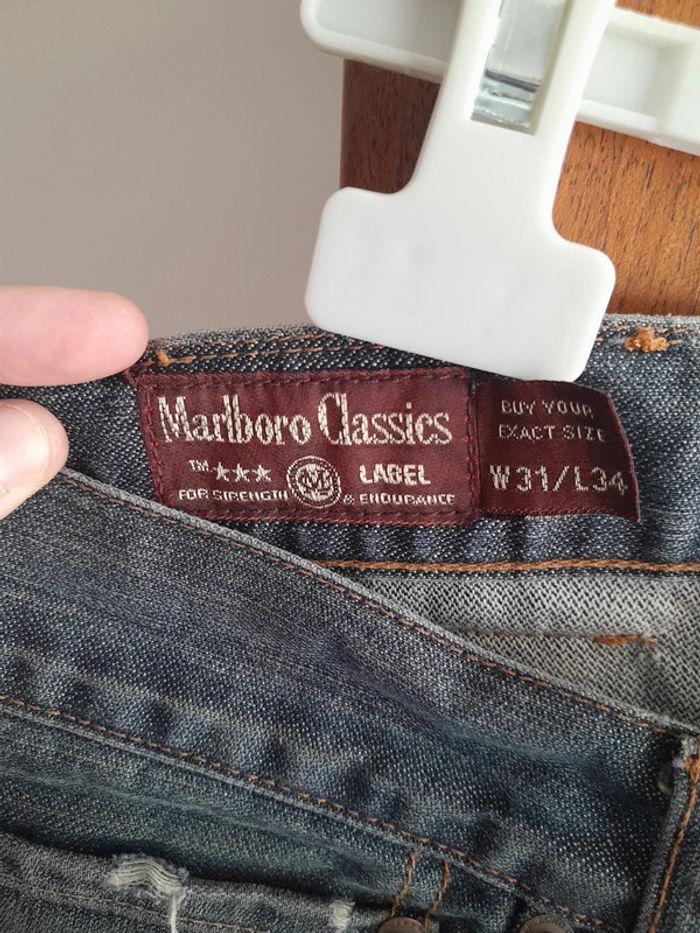 Marlboro Classics
TM ★★★ LABEL
FOR STRENGTH & ENDURANCE
BUY YOUR
EXACT SIZE
W31/L34